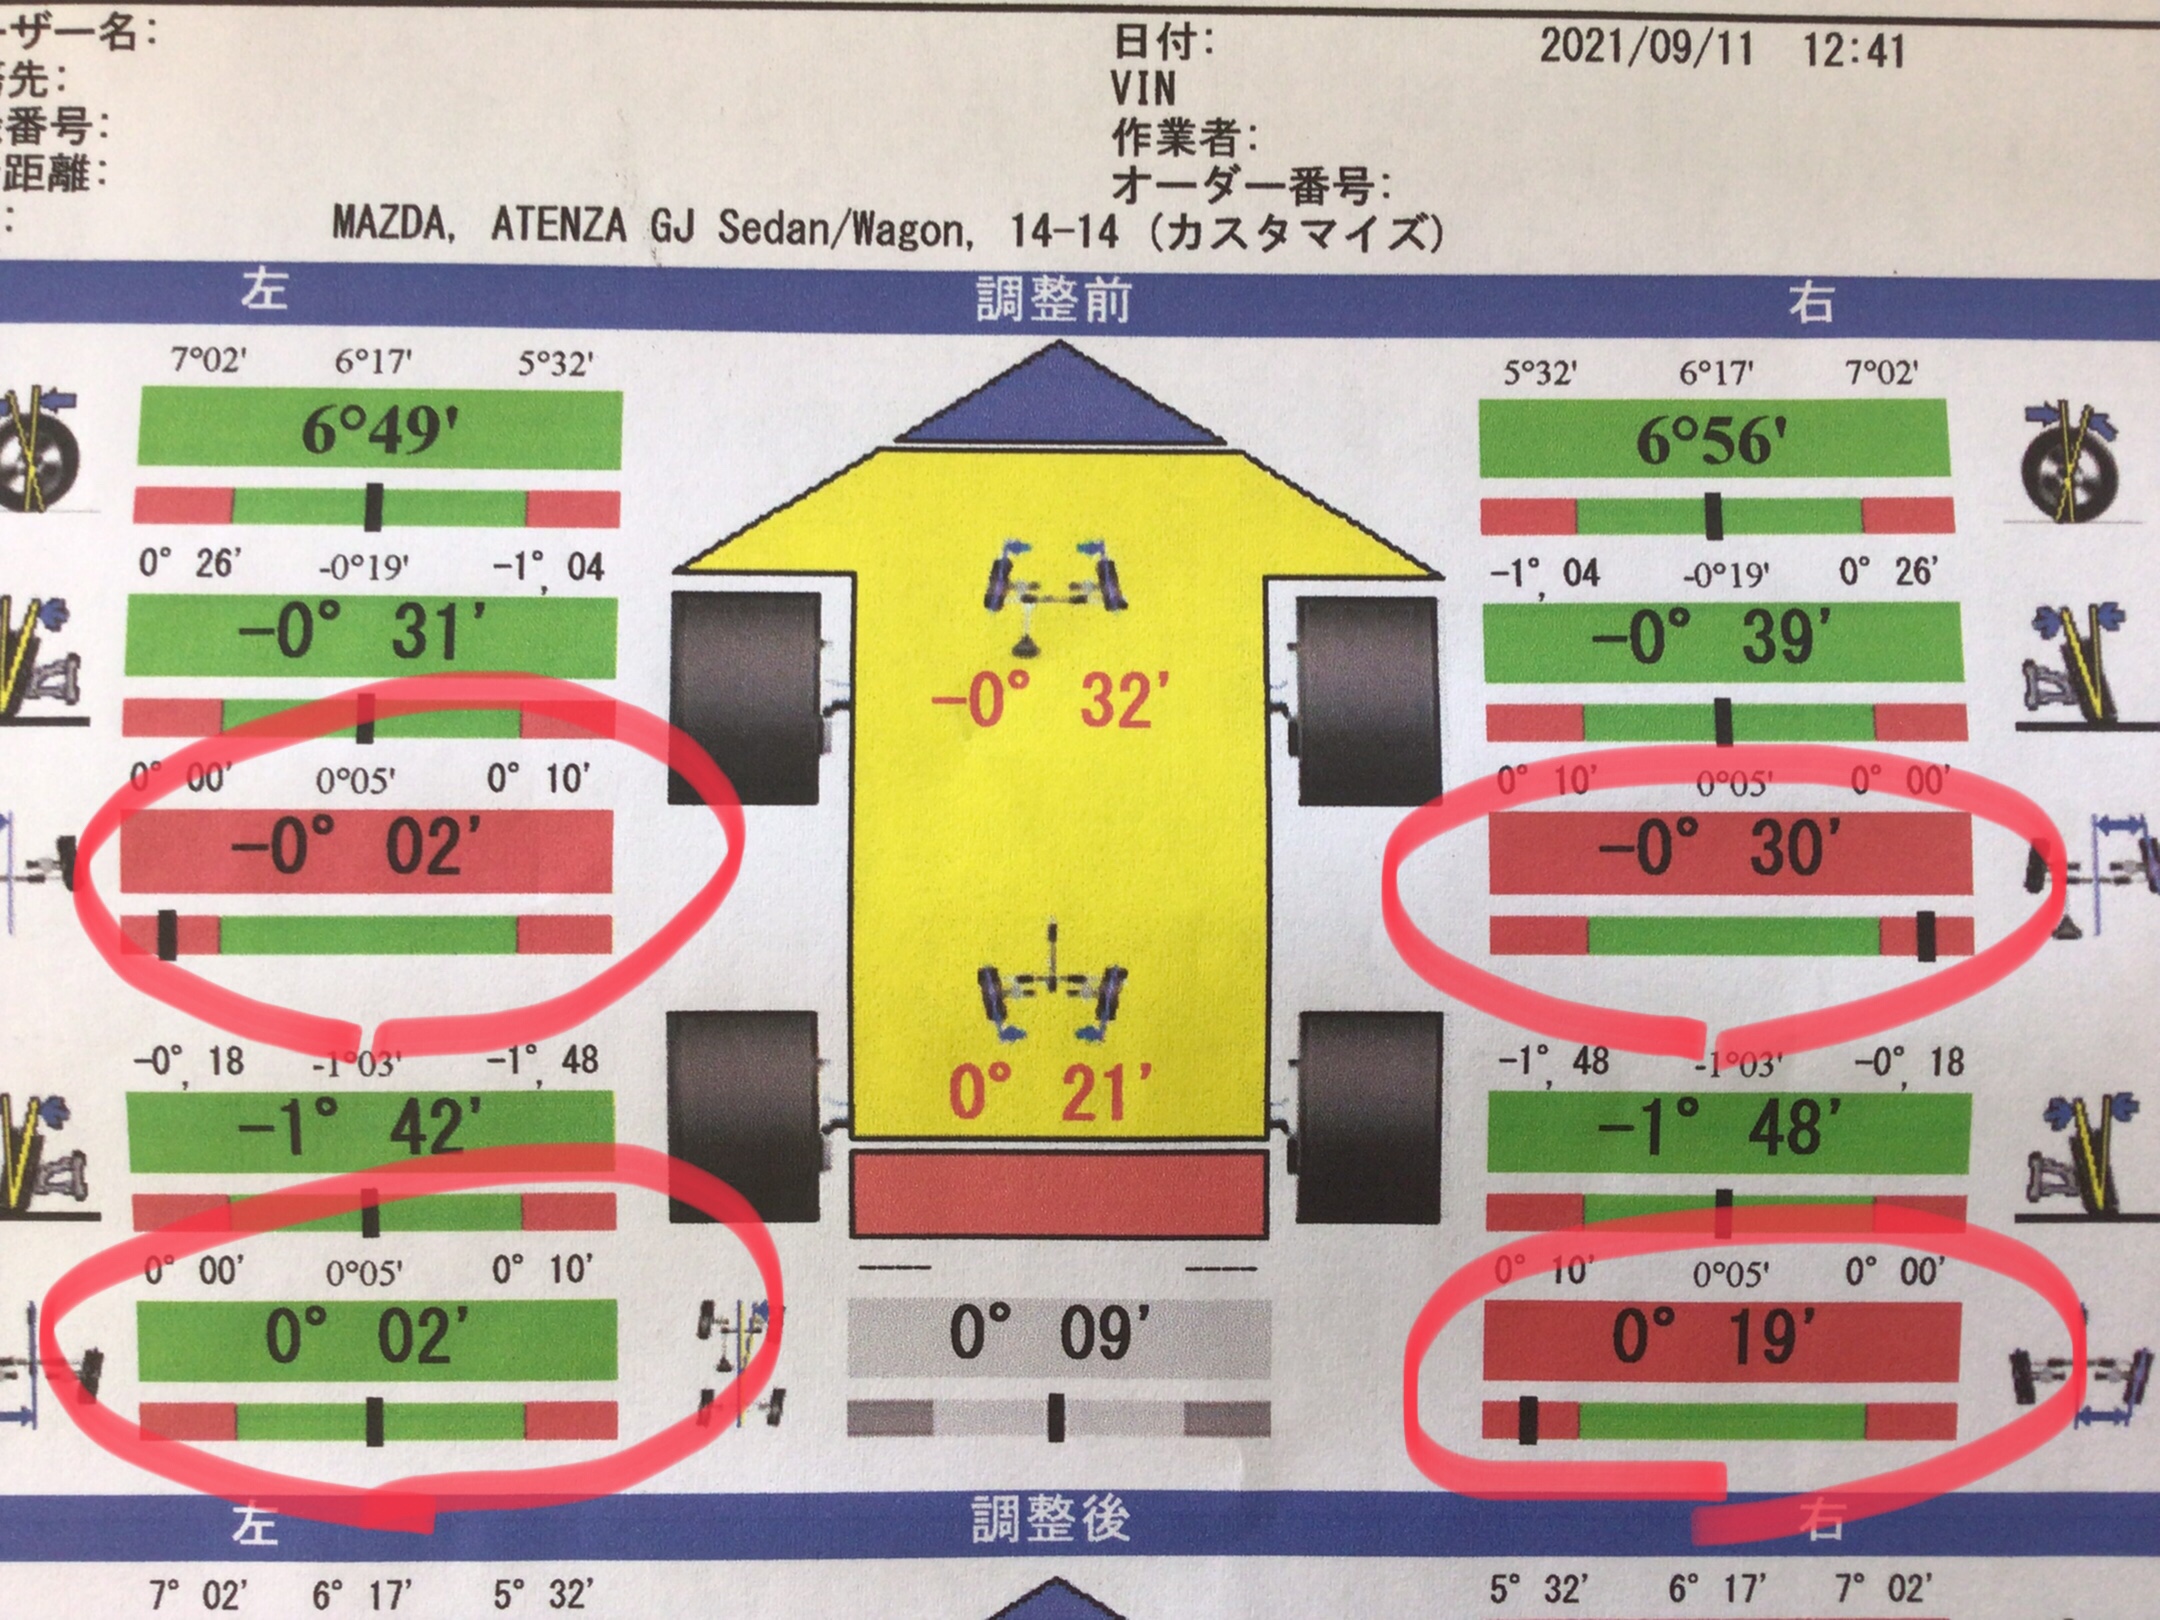 ーザー名:
先:
番号:
距離:
:
日付: 2021/09/11 12:41
VIN
作業者:
オーダー番号:
MAZDA, ATENZA GJ Sedan/Wagon, 14-14 (カスタマイズ)
左 調整前 右
7°02' 6°17' 5°32' 5°32' 6°17' 7°02'
6°49' 6°56'
0° 26' -0°19' -1°, 04 -1°, 04 -0°19' 0° 26'
-0° 31' -0° 39'
-0° 32'
0° 00' 0°05' 0° 10' 0° 10' 0°05' 0° 00'
-0° 02' -0° 30'
-0°, 18 -1°03' -1°, 48 -1°, 48 -1°03' -0°, 18
0° 21'
-1° 42' -1° 48'
0° 00' 0°05' 0° 10' ---- ---- 0° 10' 0°05' 0° 00'
0° 02' 0° 09' 0° 19'
左 調整後 右
7° 02' 6° 17' 5° 32' 5° 32' 6° 17' 7° 02'